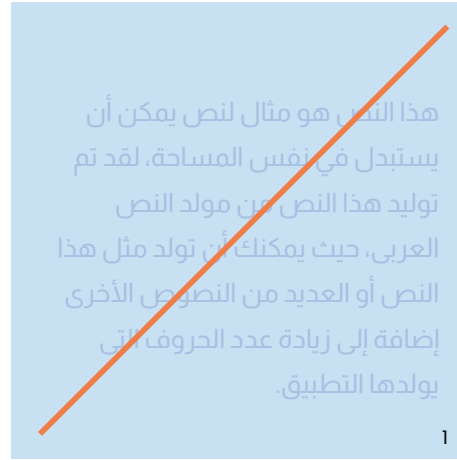 هذا النص هو مثال لنص يمكن أن
يستبدل في نفس المساحة، لقد تم
توليد هذا النص من مولد النص
العربى، حيث يمكنك أن تولد مثل هذا
النص أو العديد من النصوص الأخرى
إضافة إلى زيادة عدد الحروف التى
يولدها التطبيق.
1